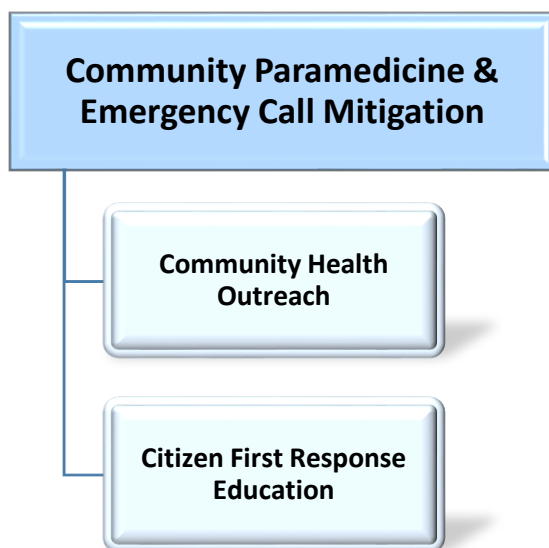 Community Paramedicine &
Emergency Call Mitigation
Community Health
Outreach
Citizen First Response
Education